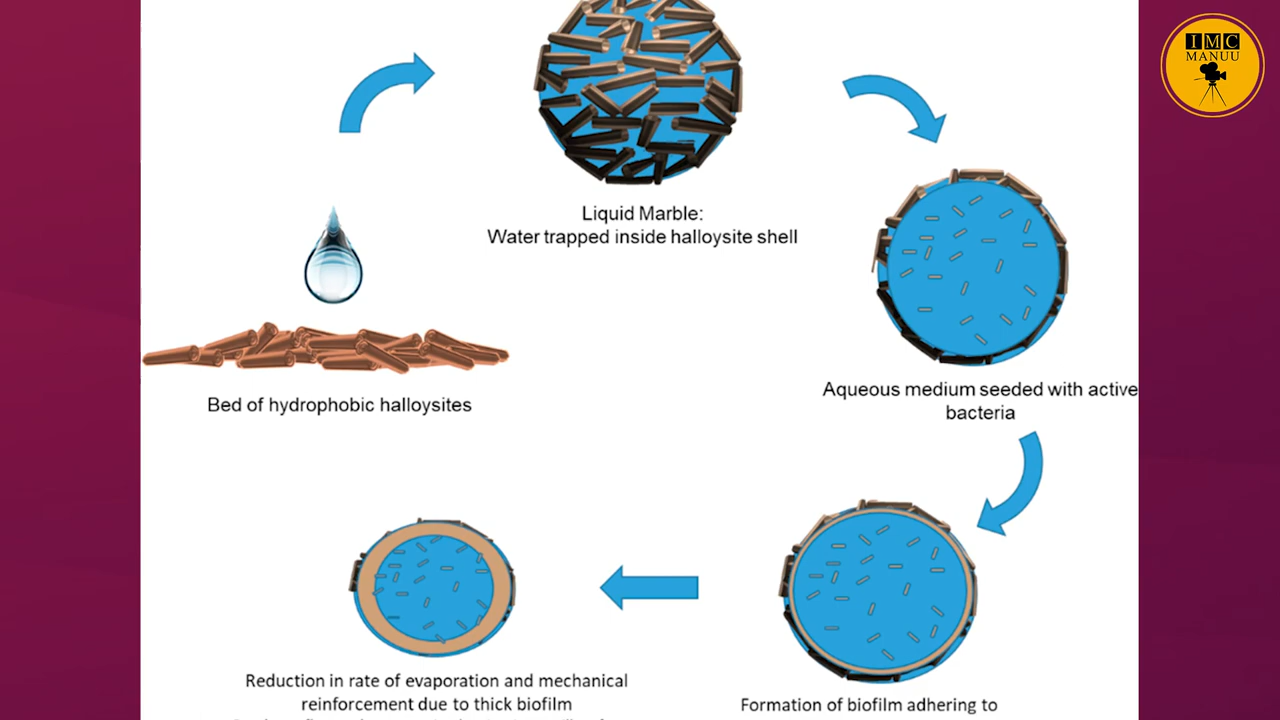 IMC
MANUU
Liquid Marble:
Water trapped inside halloysite shell
Bed of hydrophobic halloysites
Aqueous medium seeded with active
bacteria
Reduction in rate of evaporation and mechanical
reinforcement due to thick biofilm
Formation of biofilm adhering to